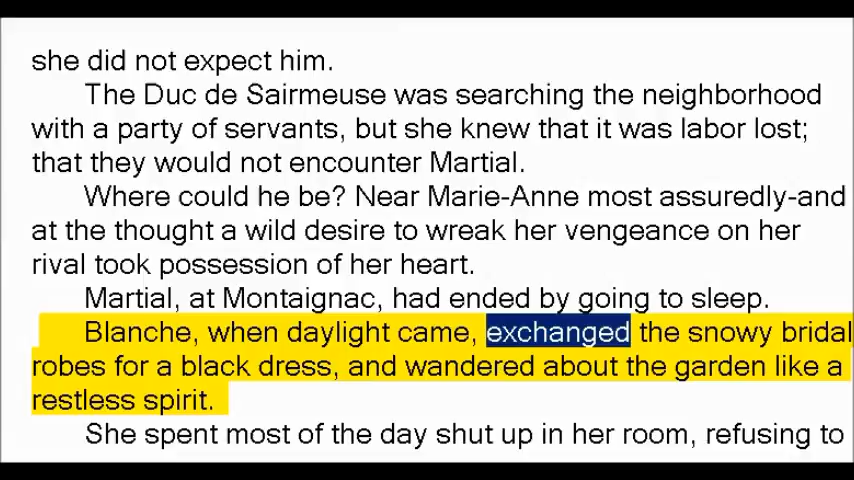 she did not expect him.
The Duc de Sairmeuse was searching the neighborhood
with a party of servants, but she knew that it was labor lost;
that they would not encounter Martial.
Where could he be? Near Marie-Anne most assuredly-and
at the thought a wild desire to wreak her vengeance on her
rival took possession of her heart.
Martial, at Montaignac, had ended by going to sleep.
Blanche, when daylight came, exchanged the snowy bridal
robes for a black dress, and wandered about the garden like a
restless spirit.
She spent most of the day shut up in her room, refusing to